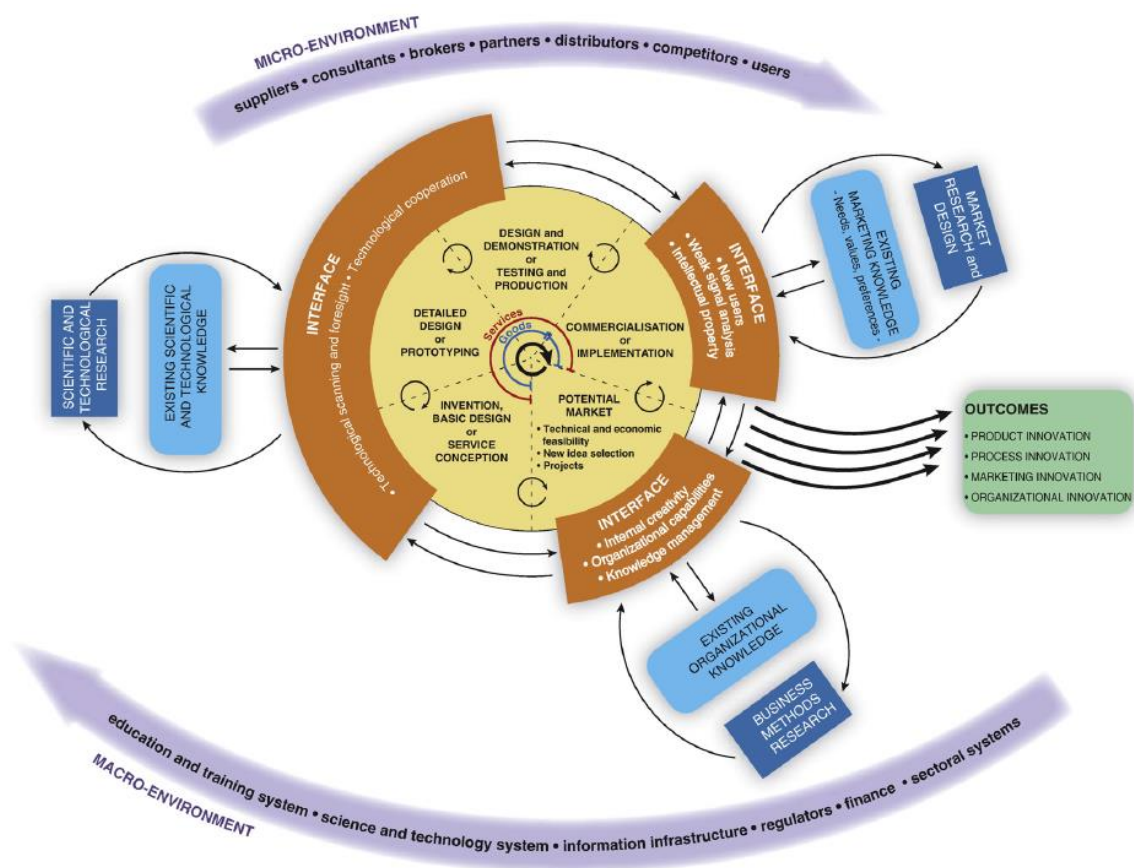 MICRO-ENVIRONMENT
suppliers • consultants • brokers • partners • distributors • competitors • users
INTERFACE
• Technological scanning and foresight • Technological cooperation
SCIENTIFIC AND
TECHNOLOGICAL
RESEARCH
EXISTING SCIENTIFIC
AND TECHNOLOGICAL
KNOWLEDGE
DESIGN and
DEMONSTRATION
or
TESTING and
PRODUCTION
DETAILED
DESIGN
or
PROTOTYPING
Services
Goods
COMMERCIALISATION
or
IMPLEMENTATION
INVENTION,
BASIC DESIGN
or
SERVICE
CONCEPTION
POTENTIAL
MARKET
• Technical and economic
feasibility
• New idea selection
• Projects
INTERFACE
• New users
• Weak signal analysis
• Intellectual property
EXISTING
MARKETING KNOWLEDGE
- Needs, values, preferences -
MARKET
RESEARCH and
DESIGN
INTERFACE
• Internal creativity
• Organizational capabilities
• Knowledge management
EXISTING
ORGANIZATIONAL
KNOWLEDGE
BUSINESS
METHODS
RESEARCH
OUTCOMES
• PRODUCT INNOVATION
• PROCESS INNOVATION
• MARKETING INNOVATION
• ORGANIZATIONAL INNOVATION
education and training system • science and technology system • information infrastructure • regulators • finance • sectoral systems
MACRO-ENVIRONMENT